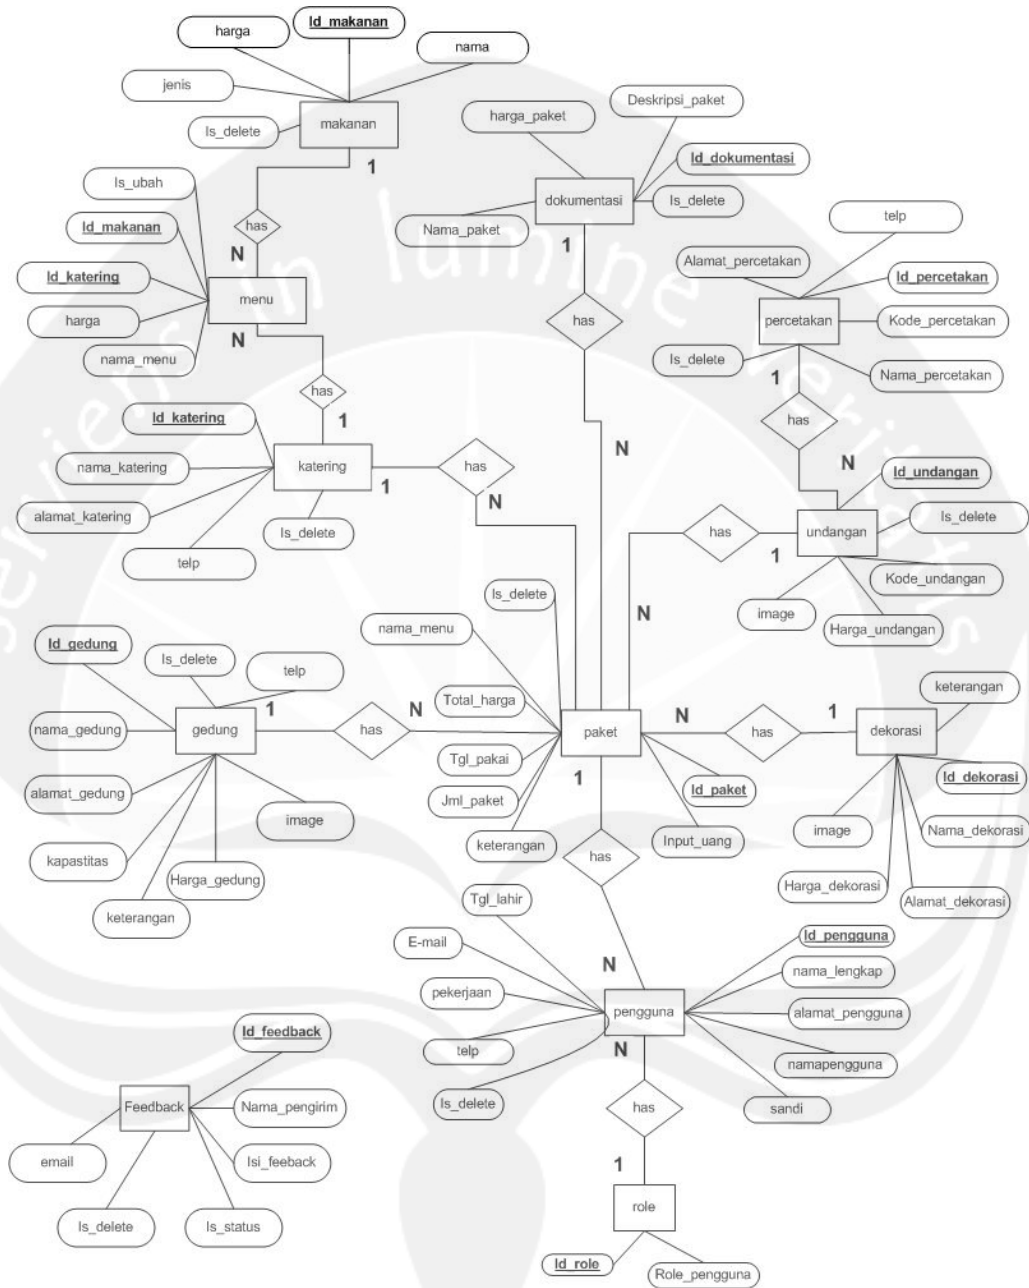 Id_makanan
harga
nama
jenis
Is_delete
makanan
1
has
N
Is_ubah
Id_makanan
Id_katering
harga
nama_menu
menu
N
has
1
Deskripsi_paket
harga_paket
Id_dokumentasi
dokumentasi
Is_delete
Nama_paket
1
has
N
telp
Alamat_percetakan
Id_percetakan
percetakan
Kode_percetakan
Is_delete
Nama_percetakan
1
has
N
Id_katering
nama_katering
katering
alamat_katering
Is_delete
telp
1
has
N
Id_undangan
Is_delete
undangan
Kode_undangan
image
Harga_undangan
has
1
N
Id_gedung
Is_delete
telp
nama_gedung
gedung
alamat_gedung
image
kapastitas
Harga_gedung
keterangan
1
has
N
Is_delete
nama_menu
Total_harga
paket
Tgl_pakai
Jml_paket
Id_paket
keterangan
Input_uang
N
has
1
keterangan
dekorasi
Id_dekorasi
image
Nama_dekorasi
Harga_dekorasi
Alamat_dekorasi
1
has
N
Tgl_lahir
E-mail
pekerjaan
telp
Is_delete
pengguna
Id_pengguna
nama_lengkap
alamat_pengguna
namapengguna
sandi
N
has
1
role
Id_role
Role_pengguna
Id_feedback
Feedback
Nama_pengirim
email
Isi_feeback
Is_delete
Is_status
serviens in lumine veritatis